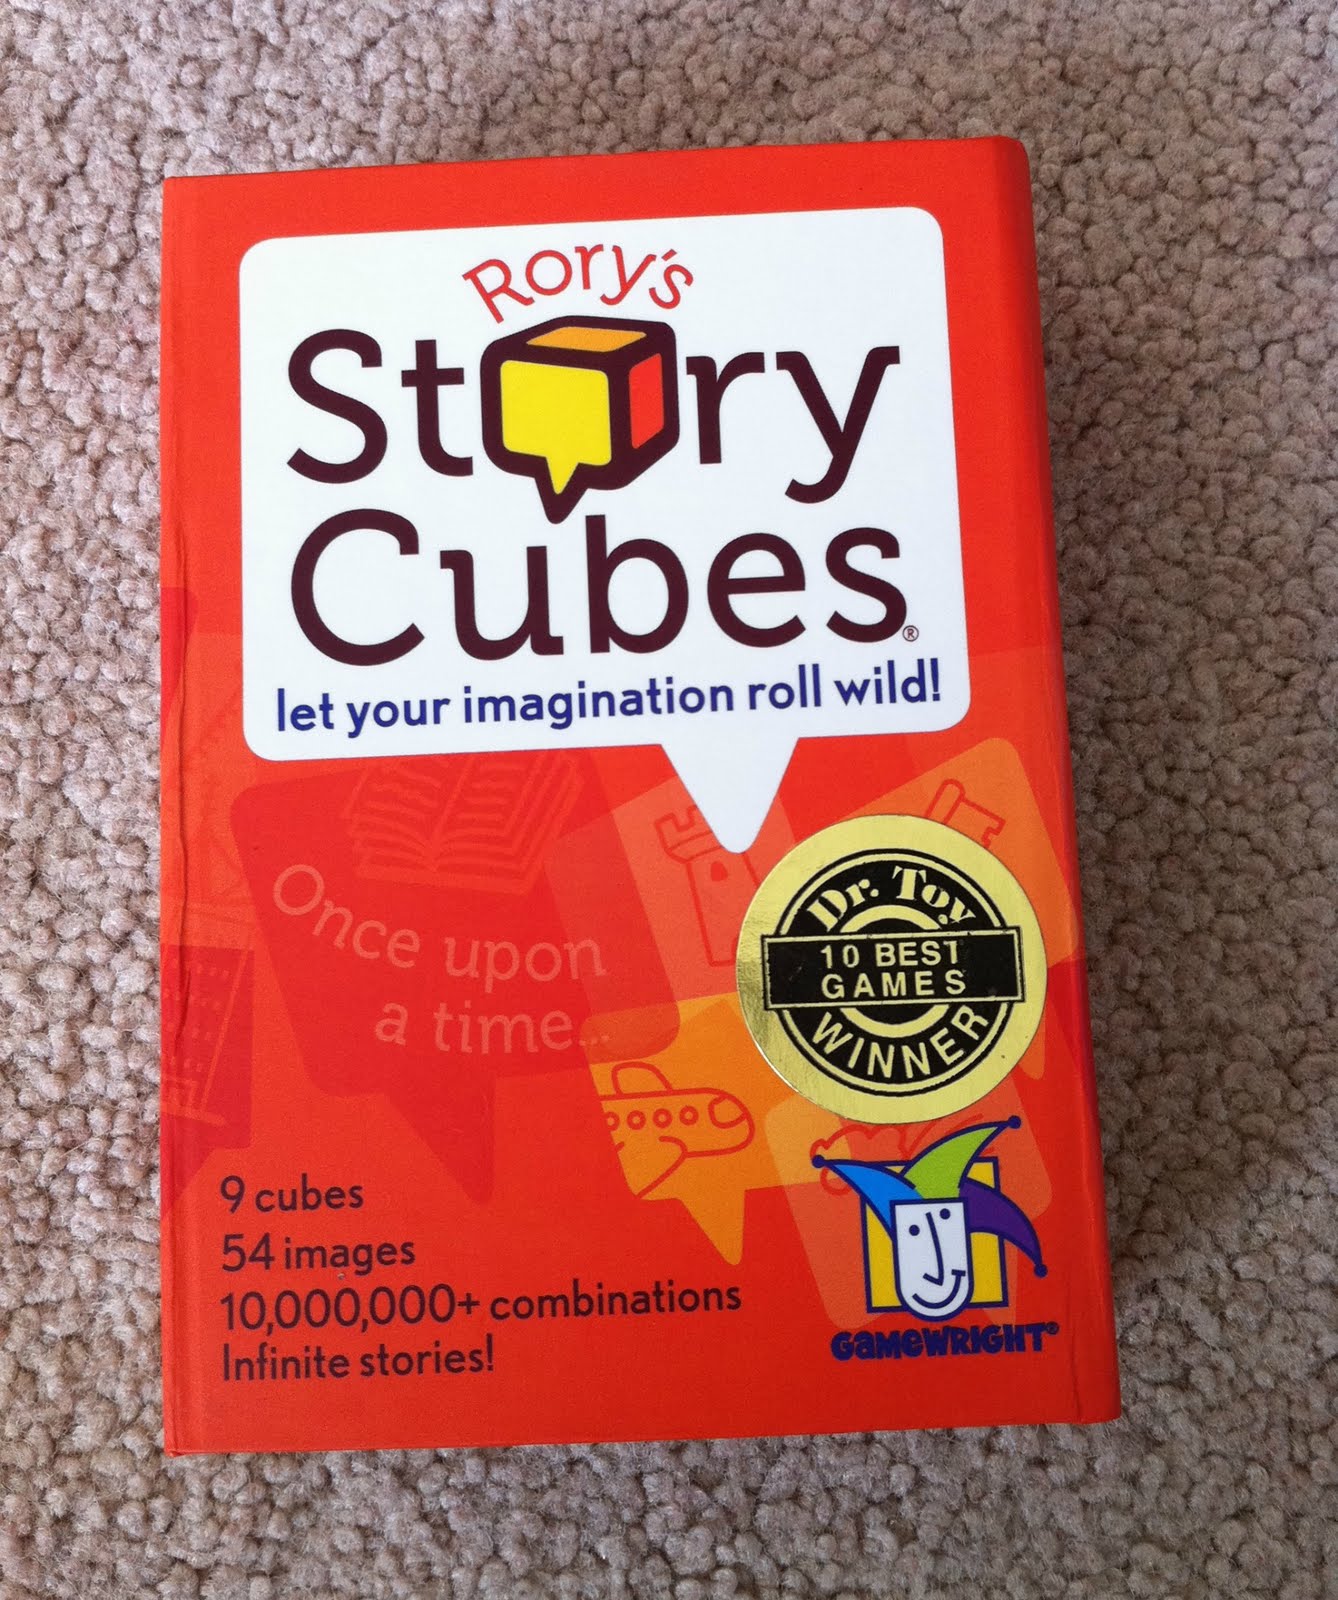 Rory's
Story
Cubes®
let your imagination roll wild!
Once upon
a time...
Dr. Toy
10 BEST
GAMES
WINNER
9 cubes
54 images
10,000,000+ combinations
Infinite stories!
GAMEWRIGHT®